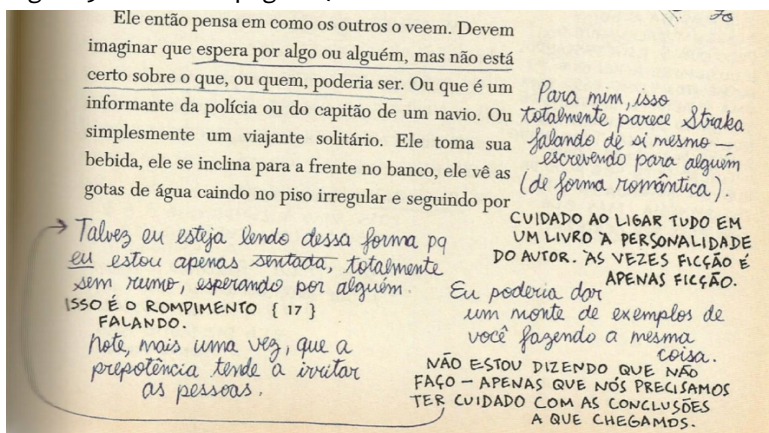 Ele então pensa em como os outros o veem. Devem
imaginar que espera por algo ou alguém, mas não está
certo sobre o que, ou quem, poderia ser. Ou que é um
informante da polícia ou do capitão de um navio. Ou
simplesmente um viajante solitário. Ele toma sua
bebida, ele se inclina para a frente no banco, ele vê as
gotas de água caindo no piso irregular e seguindo por
Para mim, isso
totalmente parece Straka
falando de si mesmo —
escrevendo para alguém
(de forma romântica).
CUIDADO AO LIGAR TUDO EM
UM LIVRO À PERSONALIDADE
DO AUTOR. ÀS VEZES FICÇÃO É
APENAS FICÇÃO.
Eu poderia dar
um monte de exemplos de
você fazendo a mesma
coisa.
NÃO ESTOU DIZENDO QUE NÃO
FAÇO – APENAS QUE NÓS PRECISAMOS
TER CUIDADO COM AS CONCLUSÕES
A QUE CHEGAMOS.
Talvez eu esteja lendo dessa forma pq
eu estou apenas sentada, totalmente
sem rumo, esperando por alguém.
ISSO É O ROMPIMENTO
FALANDO.
{ 17 }
Note, mais uma vez, que a
prepotência tende a irritar
as pessoas.